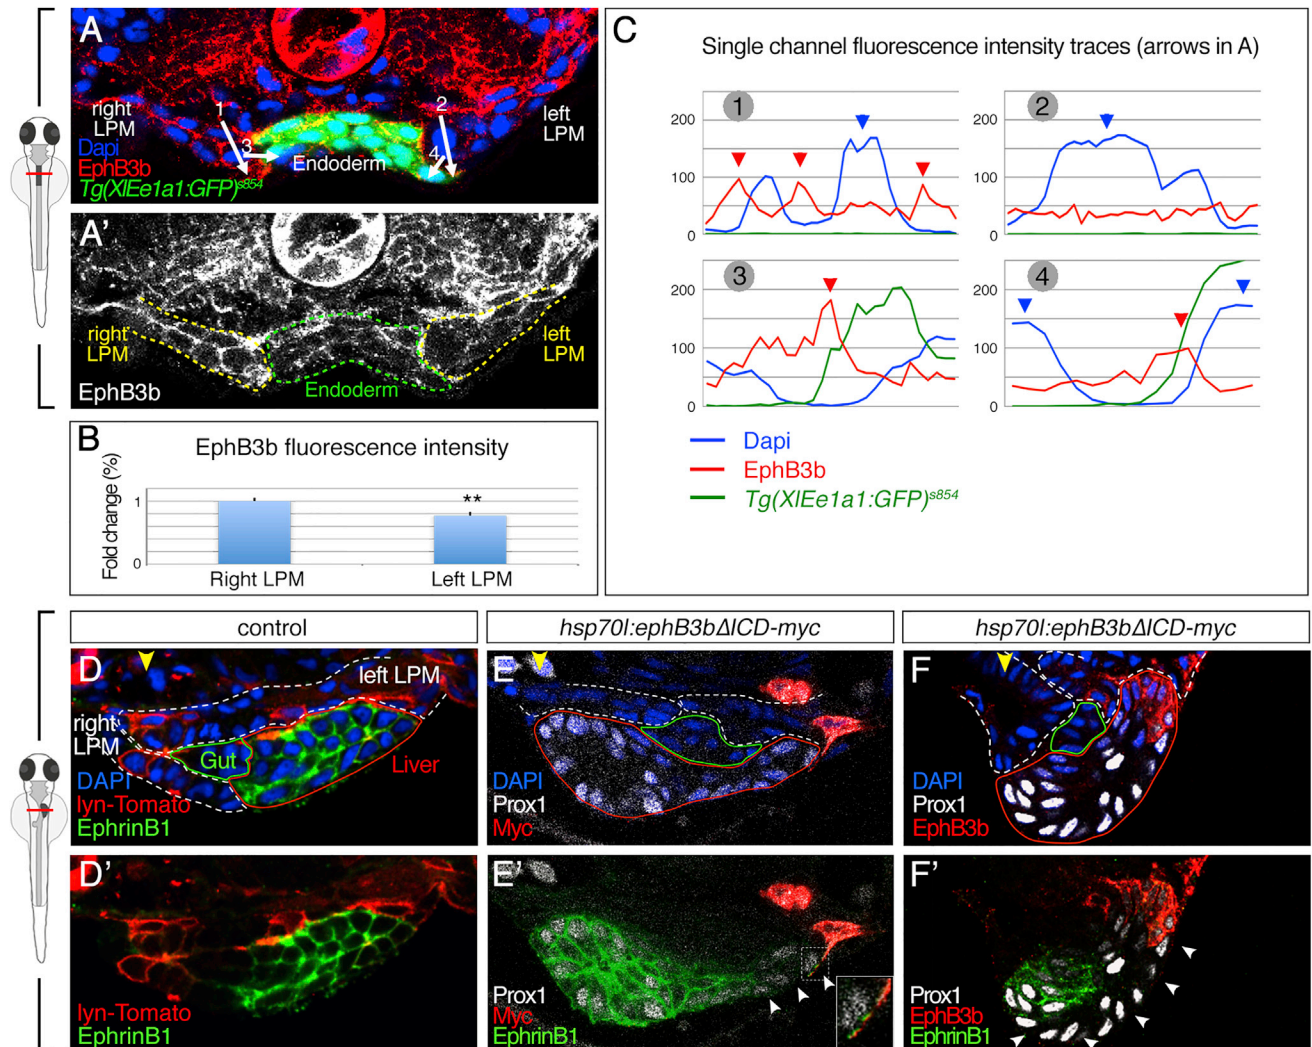 A
right
LPM
Dapi
EphB3b
Tg(XlEe1a1:GFP)s854
1
2
3
4
Endoderm
left
LPM
A'
right
LPM
EphB3b
Endoderm
left
LPM
B
EphB3b fluorescence intensity
Fold change (%)
1
0
**
Right LPM
Left LPM
C
Single channel fluorescence intensity traces (arrows in A)
1
200
100
0
2
200
100
0
3
200
100
0
4
200
100
0
Dapi
EphB3b
Tg(XlEe1a1:GFP)s854
control
hsp70l:ephB3bΔICD-myc
hsp70l:ephB3bΔICD-myc
D
left LPM
right
LPM
Gut
Liver
DAPI
lyn-Tomato
EphrinB1
E
DAPI
Prox1
Myc
F
DAPI
Prox1
EphB3b
D'
lyn-Tomato
EphrinB1
E'
Prox1
Myc
EphrinB1
F'
Prox1
EphB3b
EphrinB1